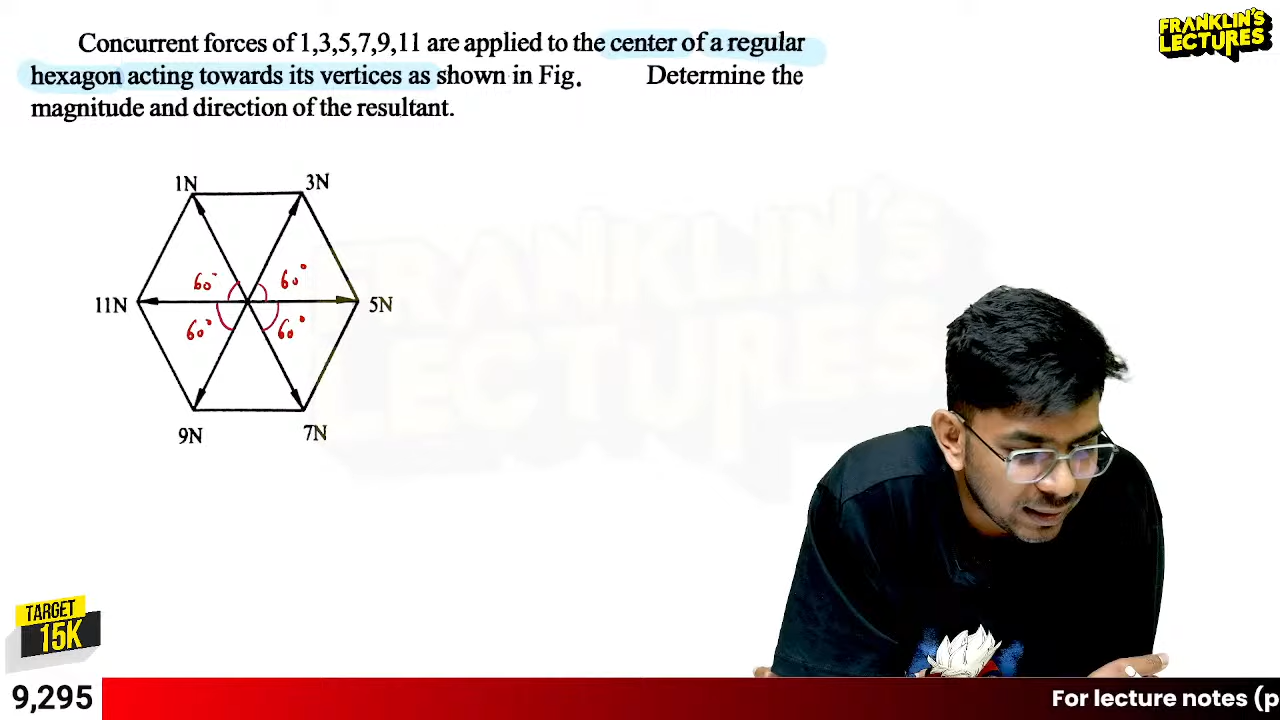 FRANKLIN'S
LECTURES
Concurrent forces of 1,3,5,7,9,11 are applied to the center of a regular
hexagon acting towards its vertices as shown in Fig. Determine the
magnitude and direction of the resultant.
1N
3N
60°
60°
11N
5N
60°
60°
9N
7N
FRANKLIN'S
LECTURES
TARGET
15K
9,295
For lecture notes (p